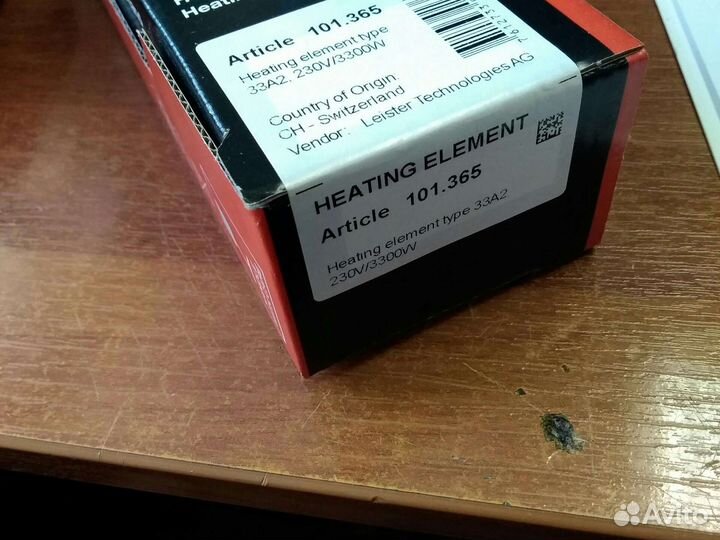 Heating
Article 101.365
Heating element type
33A2. 230V/3300W
Country of Origin
CH - Switzerland
Vendor: Leister Technologies AG
HEATING ELEMENT
Article 101.365
Heating element type 33A2.
230V/3300W
Avito